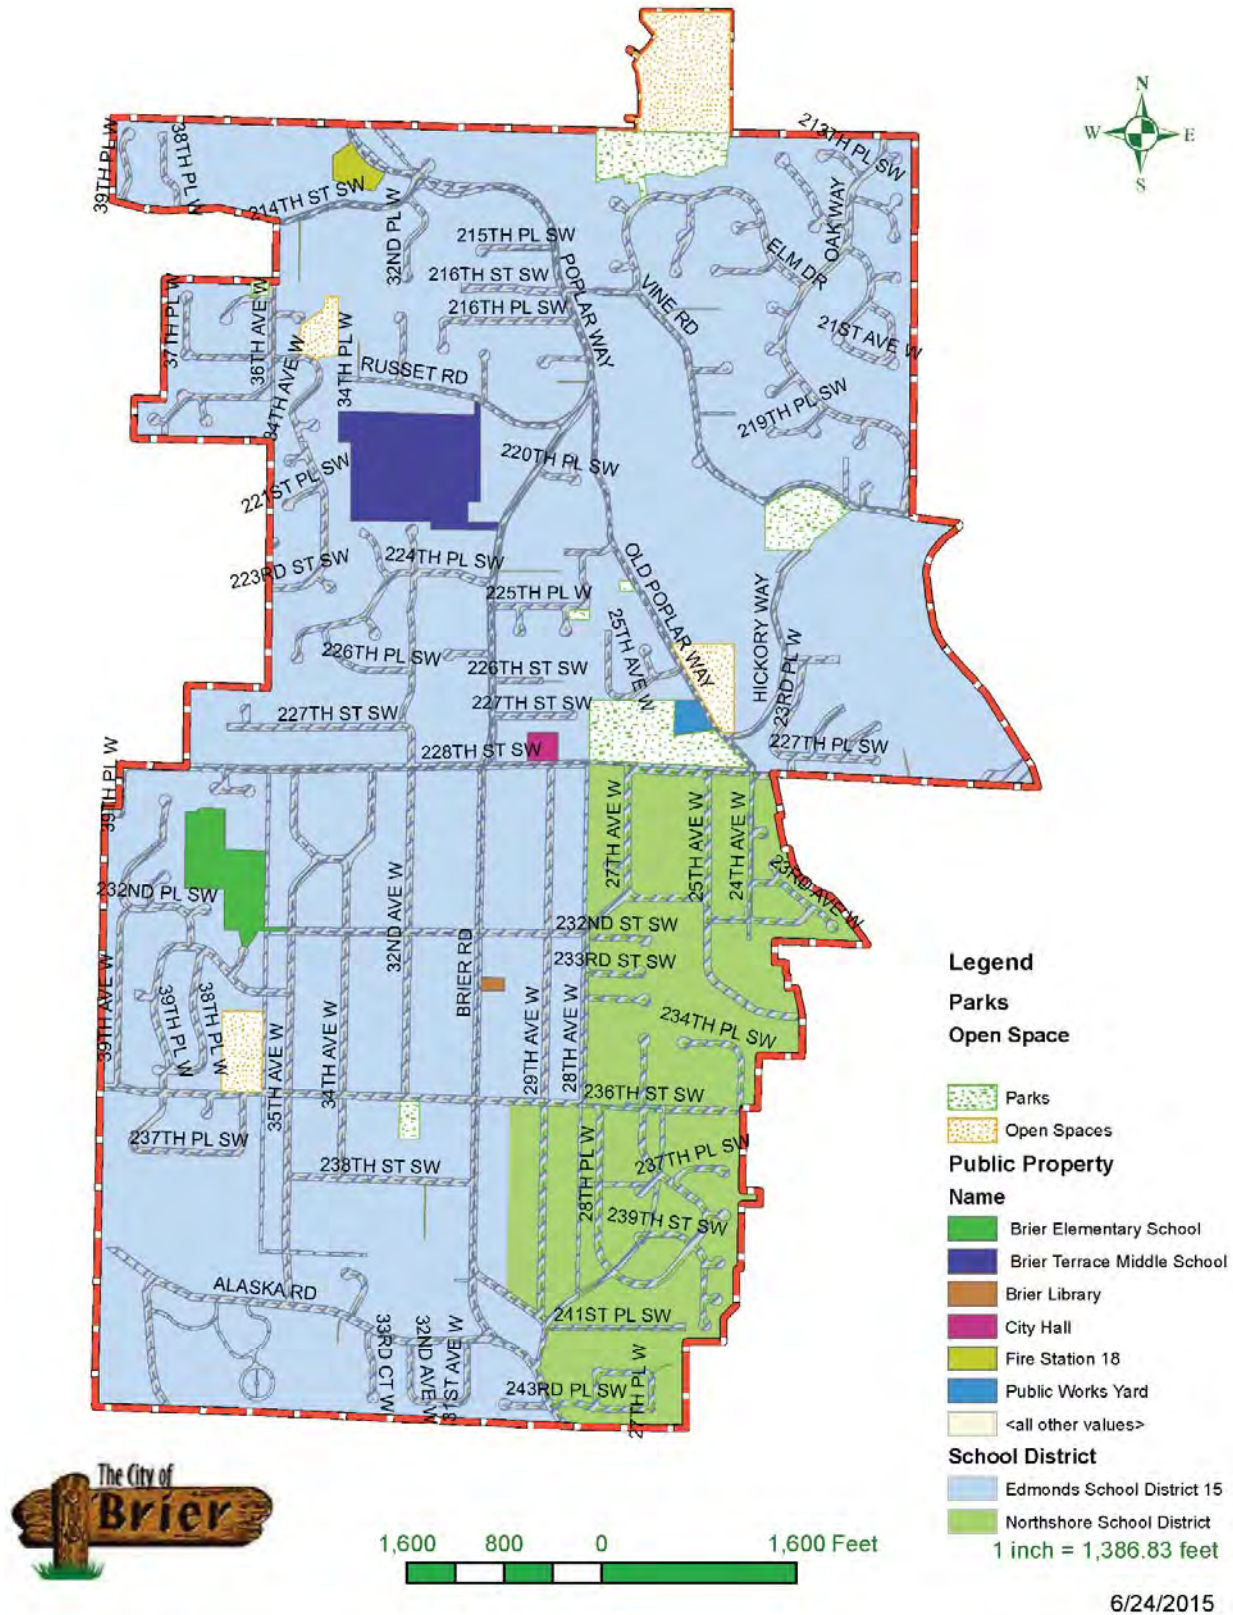 N
W E
S
213TH PL SW
39TH PL W
38TH PL W
214TH ST SW
32ND PL W
OAK WAY
215TH PL SW
ELM DR
216TH ST SW
POPLAR WAY
VINE RD
216TH PL SW
37TH PL W
36TH AVE W
34TH AVE W
34TH PL W
21ST AVE W
RUSSET RD
219TH PL SW
220TH PL SW
221ST PL SW
224TH PL SW
223RD ST SW
OLD POPLAR WAY
225TH PL W
25TH AVE W
HICKORY WAY
23RD PL W
226TH PL SW
226TH ST SW
227TH ST SW
227TH ST SW
227TH PL SW
228TH ST SW
39TH PL W
27TH AVE W
25TH AVE W
24TH AVE W
23RD AVE W
232ND PL SW
32ND AVE W
232ND ST SW
BRIER RD
233RD ST SW
39TH AVE W
39TH PL W
38TH PL W
35TH AVE W
34TH AVE W
29TH AVE W
28TH AVE W
234TH PL SW
236TH ST SW
237TH PL SW
28TH PL W
237TH PL SW
238TH ST SW
239TH ST SW
ALASKA RD
33RD CT W
32ND AVE W
31ST AVE W
241ST PL SW
243RD PL SW
27TH PL W
Legend
Parks
Open Space
Parks
Open Spaces
Public Property
Name
Brier Elementary School
Brier Terrace Middle School
Brier Library
City Hall
Fire Station 18
Public Works Yard
<all other values>
School District
Edmonds School District 15
Northshore School District
1 inch = 1,386.83 feet
The City of
Brier
1,600 800 0 1,600 Feet
6/24/2015